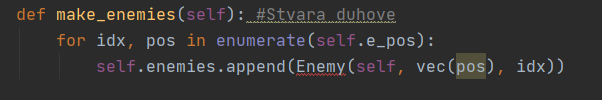 def make_enemies(self): #Stvara duhove
    for idx, pos in enumerate(self.e_pos):
        self.enemies.append(Enemy(self, vec(pos), idx))